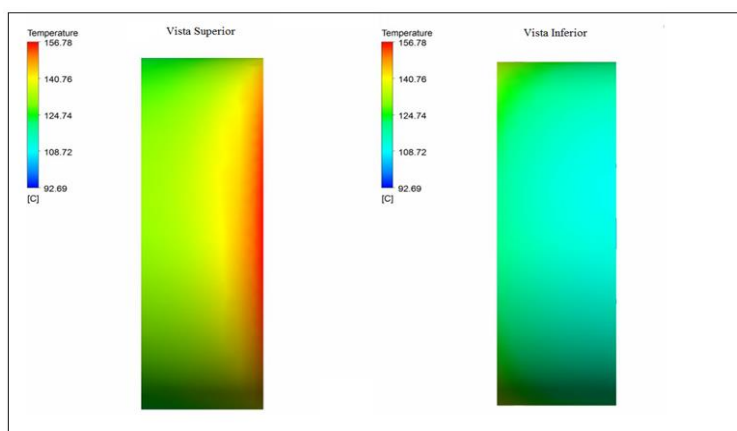 Vista Superior
Temperature
156.78
140.76
124.74
108.72
92.69
[C]
Vista Inferior
Temperature
156.78
140.76
124.74
108.72
92.69
[C]